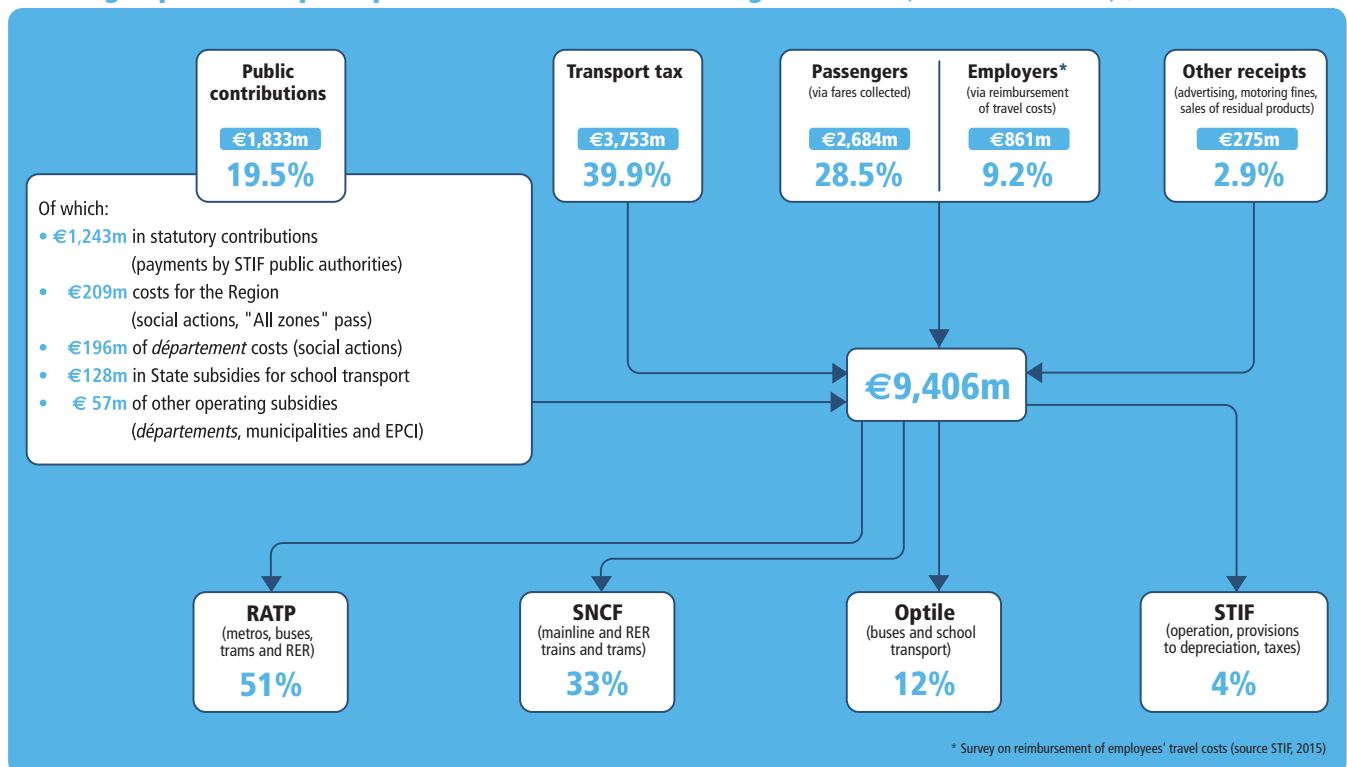 Public
contributions
€1,833m
19.5%
Transport tax
€3,753m
39.9%
Passengers
(via fares collected)
€2,684m
28.5%
Employers*
(via reimbursement
of travel costs)
€861m
9.2%
Other receipts
(advertising, motoring fines,
sales of residual products)
€275m
2.9%
Of which:
• €1,243m in statutory contributions
(payments by STIF public authorities)
• €209m costs for the Region
(social actions, "All zones" pass)
• €196m of département costs (social actions)
• €128m in State subsidies for school transport
• € 57m of other operating subsidies
(départements, municipalities and EPCI)
€9,406m
RATP
(metros, buses,
trams and RER)
51%
SNCF
(mainline and RER
trains and trams)
33%
Optile
(buses and school
transport)
12%
STIF
(operation, provisions
to depreciation, taxes)
4%
* Survey on reimbursement of employees' travel costs (source STIF, 2015)